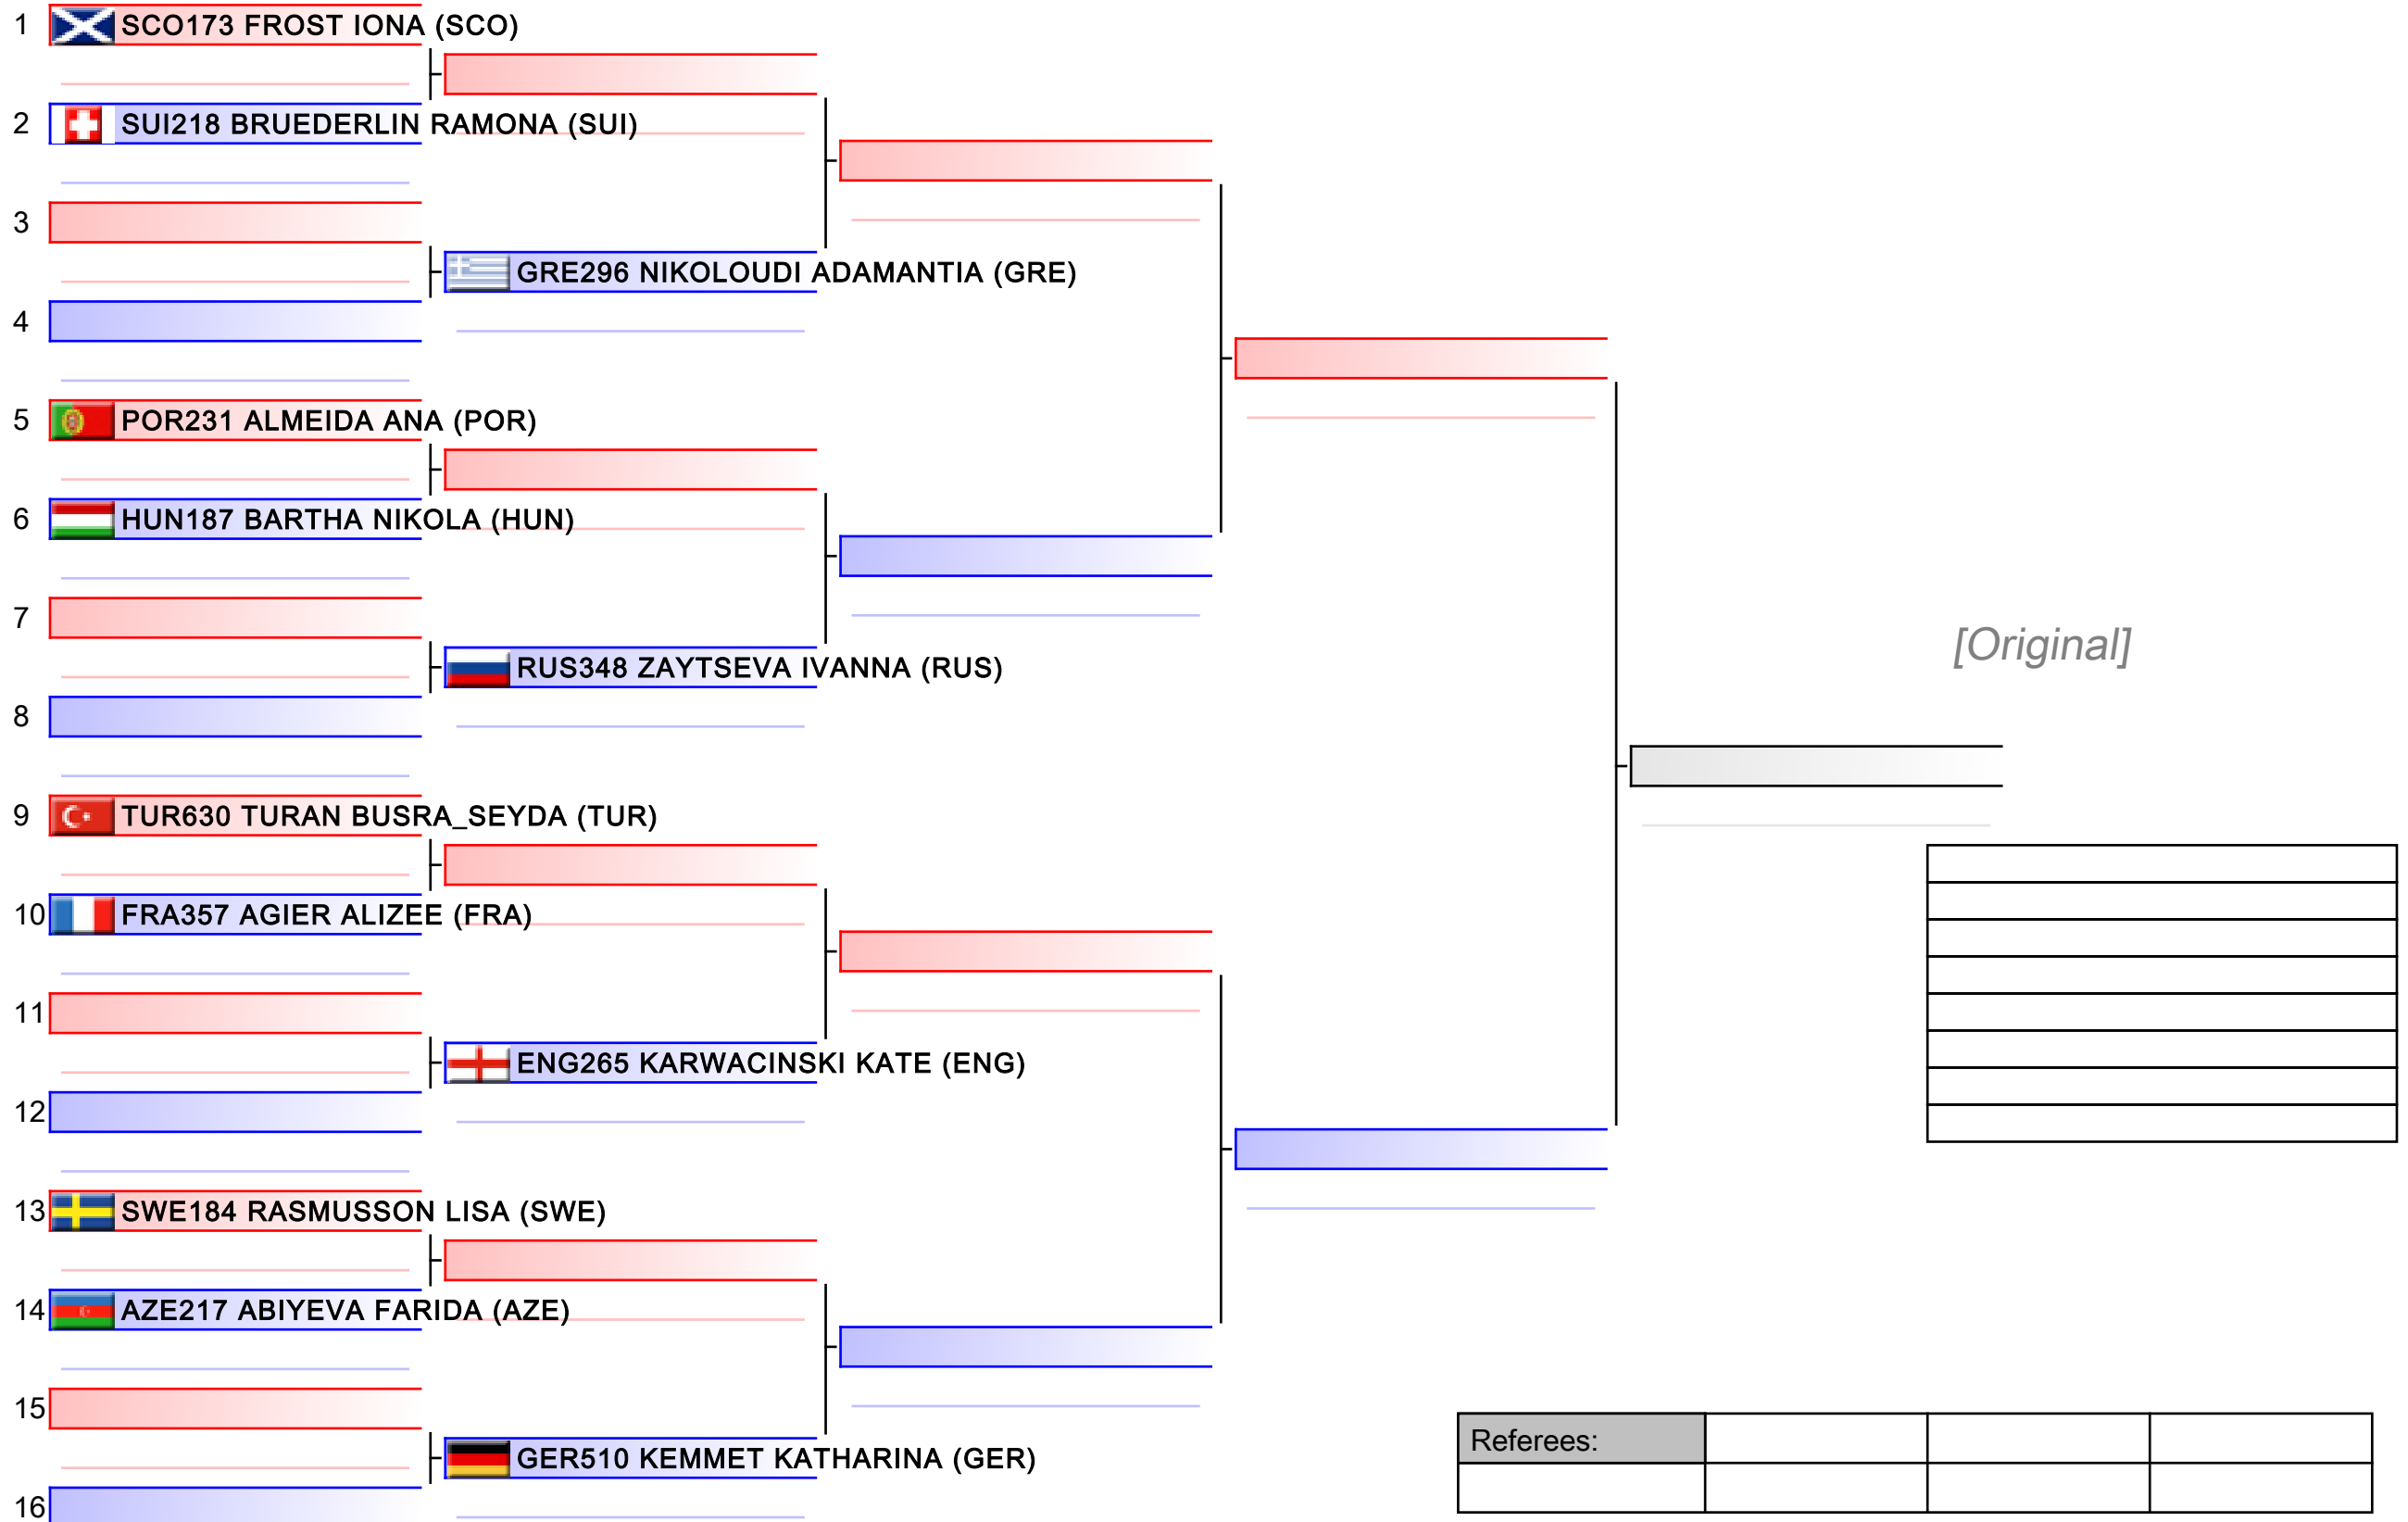 1 SCO173 FROST IONA (SCO)
2 SUI218 BRUEDERLIN RAMONA (SUI)
3
GRE296 NIKOLOUDI ADAMANTIA (GRE)
4
5 POR231 ALMEIDA ANA (POR)
6 HUN187 BARTHA NIKOLA (HUN)
7
[Original]
RUS348 ZAYTSEVA IVANNA (RUS)
8
9 TUR630 TURAN BUSRA_SEYDA (TUR)
10 FRA357 AGIER ALIZEE (FRA)
11
ENG265 KARWACINSKI KATE (ENG)
12
13 SWE184 RASMUSSON LISA (SWE)
14 AZE217 ABIYEVA FARIDA (AZE)
15
Referees:
GER510 KEMMET KATHARINA (GER)
16